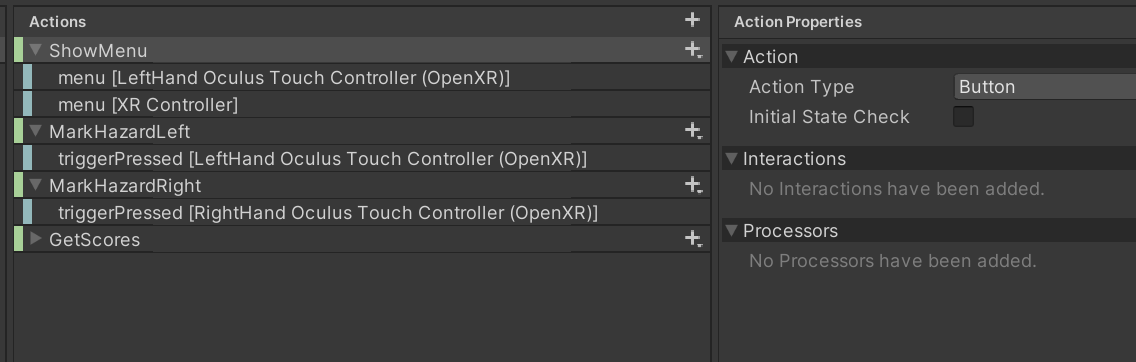 Actions
ShowMenu
menu [LeftHand Oculus Touch Controller (OpenXR)]
menu [XR Controller]
MarkHazardLeft
triggerPressed [LeftHand Oculus Touch Controller (OpenXR)]
MarkHazardRight
triggerPressed [RightHand Oculus Touch Controller (OpenXR)]
GetScores
Action Properties
Action
Action Type Button
Initial State Check
Interactions
No Interactions have been added.
Processors
No Processors have been added.